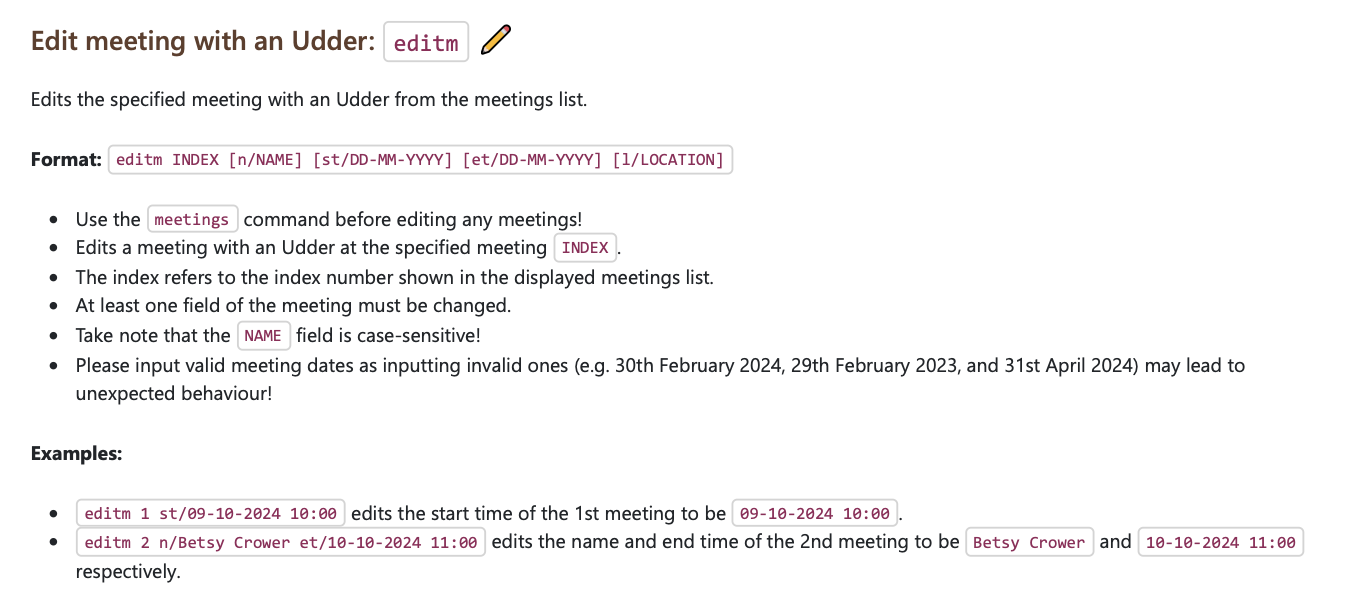 Edit meeting with an Udder: editm
Edits the specified meeting with an Udder from the meetings list.
Format: editm INDEX [n/NAME] [st/DD-MM-YYYY] [et/DD-MM-YYYY] [l/LOCATION]
Use the meetings command before editing any meetings!
Edits a meeting with an Udder at the specified meeting INDEX.
The index refers to the index number shown in the displayed meetings list.
At least one field of the meeting must be changed.
Take note that the NAME field is case-sensitive!
Please input valid meeting dates as inputting invalid ones (e.g. 30th February 2024, 29th February 2023, and 31st April 2024) may lead to
unexpected behaviour!
Examples:
editm 1 st/09-10-2024 10:00 edits the start time of the 1st meeting to be 09-10-2024 10:00.
editm 2 n/Betsy Crower et/10-10-2024 11:00 edits the name and end time of the 2nd meeting to be Betsy Crower and 10-10-2024 11:00
respectively.